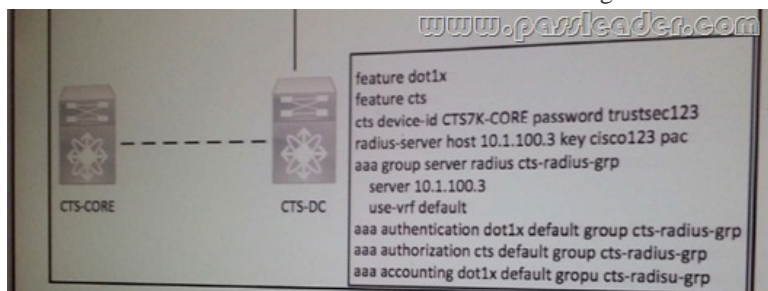 www.passleader.com
feature dot1x
feature cts
cts device-id CTS7K-CORE password trustsec123
radius-server host 10.1.100.3 key cisco123 pac
aaa group server radius cts-radius-grp
server 10.1.100.3
use-vrf default
aaa authentication dot1x default group cts-radius-grp
aaa authorization cts default group cts-radius-grp
aaa accounting dot1x default gropu cts-radisu-grp
CTS-CORE
CTS-DC